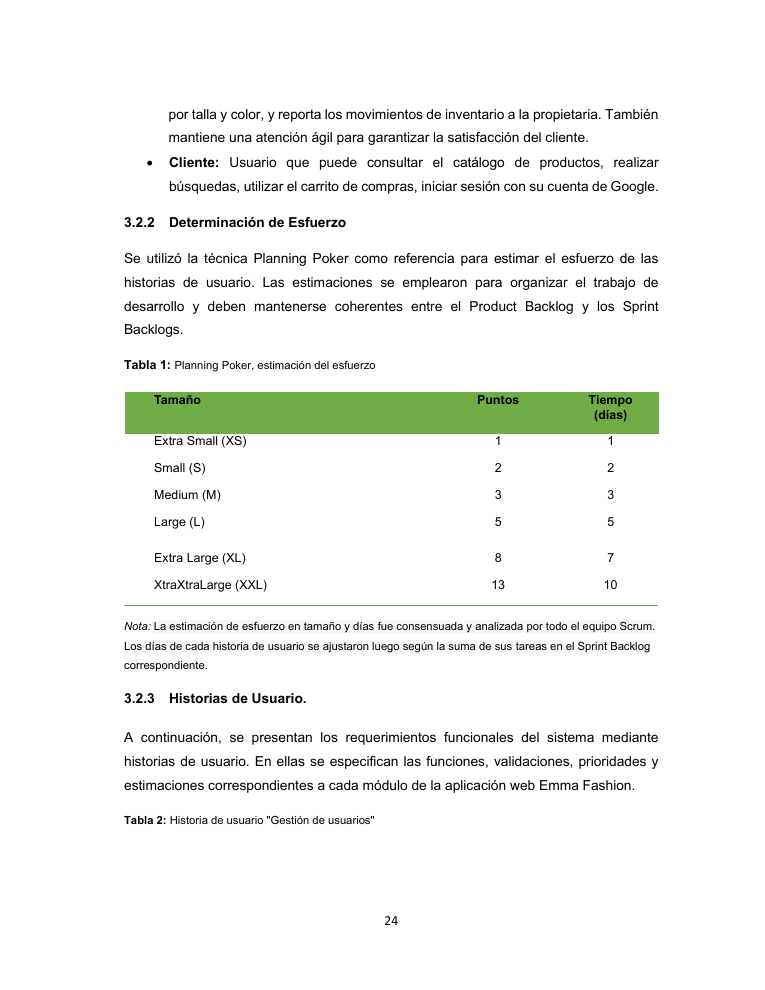 por talla y color, y reporta los movimientos de inventario a la propietaria. También
mantiene una atención ágil para garantizar la satisfacción del cliente.
• Cliente: Usuario que puede consultar el catálogo de productos, realizar
búsquedas, utilizar el carrito de compras, iniciar sesión con su cuenta de Google.
3.2.2 Determinación de Esfuerzo
Se utilizó la técnica Planning Poker como referencia para estimar el esfuerzo de las
historias de usuario. Las estimaciones se emplearon para organizar el trabajo de
desarrollo y deben mantenerse coherentes entre el Product Backlog y los Sprint
Backlogs.
Tabla 1: Planning Poker, estimación del esfuerzo
Tamaño Puntos Tiempo
(días)
Extra Small (XS) 1 1
Small (S) 2 2
Medium (M) 3 3
Large (L) 5 5
Extra Large (XL) 8 7
XtraXtraLarge (XXL) 13 10
Nota: La estimación de esfuerzo en tamaño y días fue consensuada y analizada por todo el equipo Scrum.
Los días de cada historia de usuario se ajustaron luego según la suma de sus tareas en el Sprint Backlog
correspondiente.
3.2.3 Historias de Usuario.
A continuación, se presentan los requerimientos funcionales del sistema mediante
historias de usuario. En ellas se especifican las funciones, validaciones, prioridades y
estimaciones correspondientes a cada módulo de la aplicación web Emma Fashion.
Tabla 2: Historia de usuario "Gestión de usuarios"
24